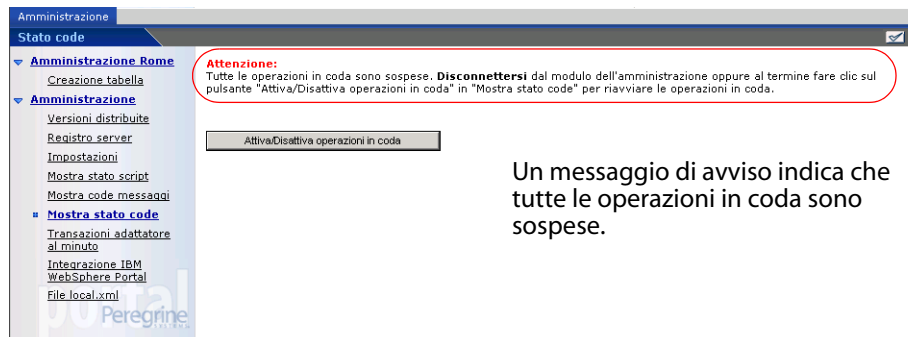 Amministrazione
Stato code
Amministrazione Rome
Creazione tabella
Amministrazione
Versioni distribuite
Registro server
Impostazioni
Mostra stato script
Mostra code messaggi
Mostra stato code
Transazioni adattatore
al minuto
Integrazione IBM
WebSphere Portal
File local.xml
portal
Peregrine
SYSTEMS
Attenzione:
Tutte le operazioni in coda sono sospese. Disconnettersi dal modulo dell'amministrazione oppure al termine fare clic sul
pulsante "Attiva/Disattiva operazioni in coda" in "Mostra stato code" per riavviare le operazioni in coda.
Attiva/Disattiva operazioni in coda
Un messaggio di avviso indica che
tutte le operazioni in coda sono
sospese.